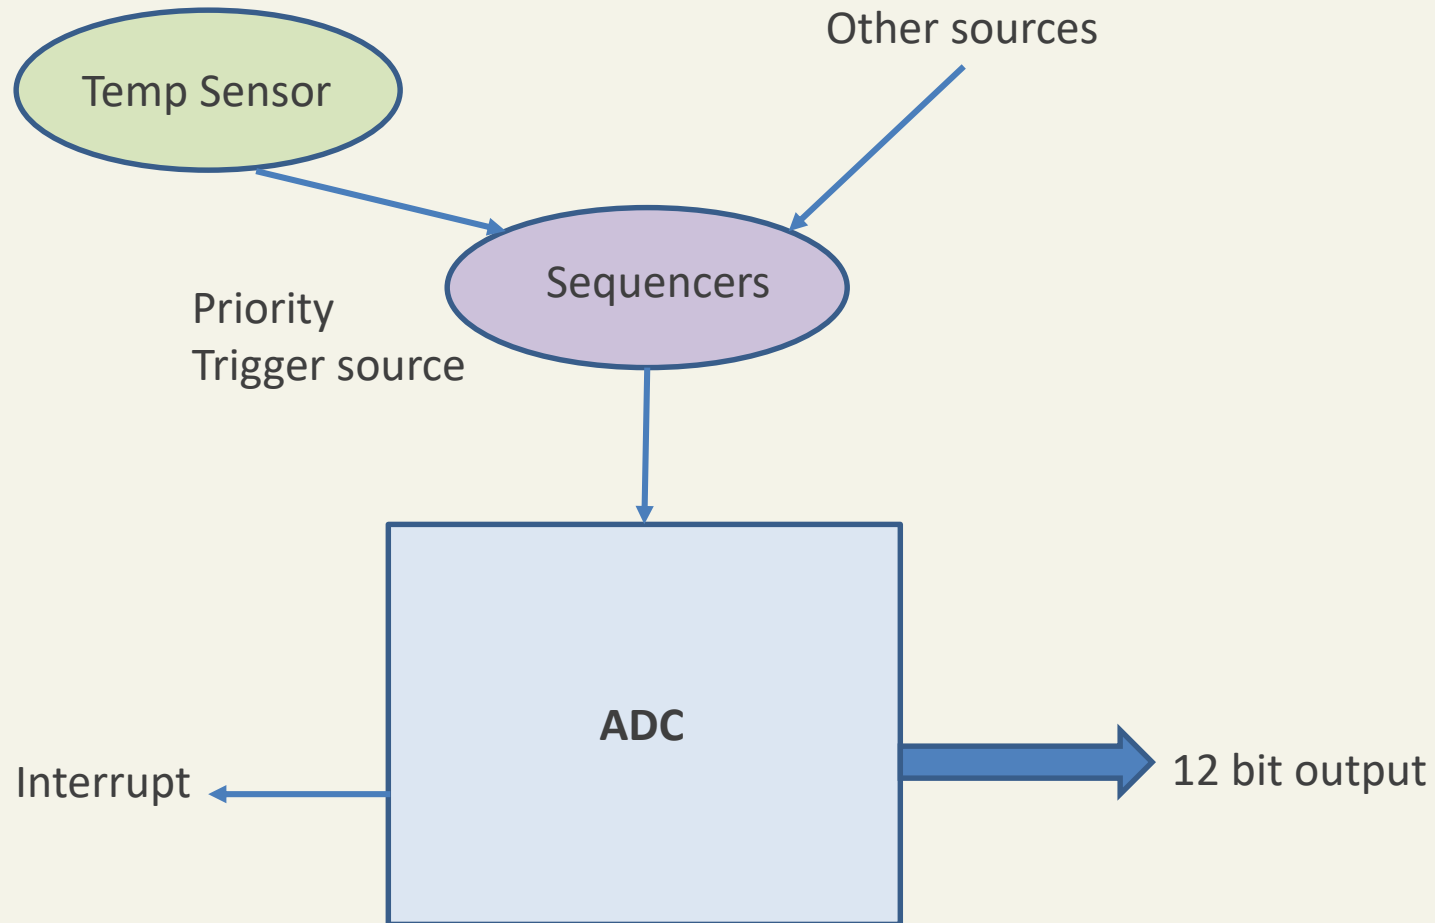 Other sources
Temp Sensor
Sequencers
Priority
Trigger source
ADC
Interrupt
12 bit output